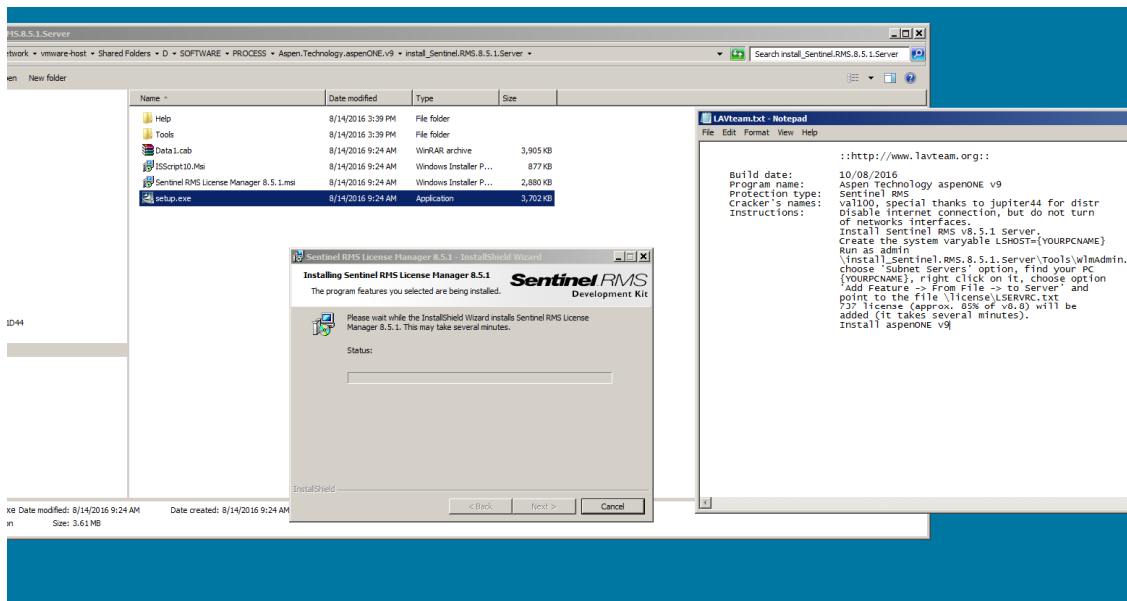 MS.8.5.1.Server
etwork • vmware-host • Shared Folders • D • SOFTWARE • PROCESS • Aspen.Technology.aspenONE.v9 • install_Sentinel.RMS.8.5.1.Server •
Search install_Sentinel.RMS.8.5.1.Server
en New folder
Name Date modified Type Size
Help 8/14/2016 3:39 PM File folder
Tools 8/14/2016 3:39 PM File folder
Data1.cab 8/14/2016 9:24 AM WinRAR archive 3,905 KB
ISScript10.Msi 8/14/2016 9:24 AM Windows Installer P... 877 KB
Sentinel RMS License Manager 8.5.1.msi 8/14/2016 9:24 AM Windows Installer P... 2,880 KB
setup.exe 8/14/2016 9:24 AM Application 3,702 KB
1D44
xe Date modified: 8/14/2016 9:24 AM Date created: 8/14/2016 9:24 AM
on Size: 3.61 MB
Sentinel RMS License Manager 8.5.1 - InstallShield Wizard
Installing Sentinel RMS License Manager 8.5.1
The program features you selected are being installed.
Sentinel RMS
Development Kit
Please wait while the InstallShield Wizard installs Sentinel RMS License
Manager 8.5.1. This may take several minutes.
Status:
InstallShield
< Back Next > Cancel
LAVteam.txt - Notepad
File Edit Format View Help
::http://www.lavteam.org::
Build date: 10/08/2016
Program name: Aspen Technology aspenONE v9
Protection type: Sentinel RMS
Cracker's names: val100, special thanks to jupiter44 for distr
Instructions: Disable internet connection, but do not turn
of networks interfaces.
Install Sentinel RMS v8.5.1 Server.
Create the system varyable LSHOST={YOURPCNAME}
Run as admin
\install_Sentinel.RMS.8.5.1.Server\Tools\WlmAdmin.
choose 'Subnet Servers' option, find your PC
{YOURPCNAME}, right click on it, choose option
'Add Feature -> From File -> to Server' and
point to the file \license\LSERVRC.txt
737 license (approx. 85% of v8.8) will be
added (it takes several minutes).
Install aspenONE v9